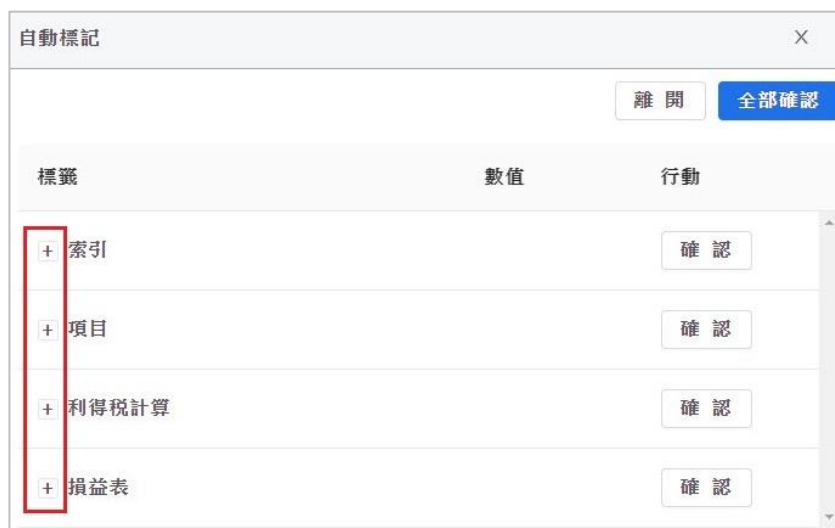 自動標記
離 開 全部確認
標籤 數值 行動
索引 確 認
項目 確 認
利得税計算 確 認
損益表 確 認